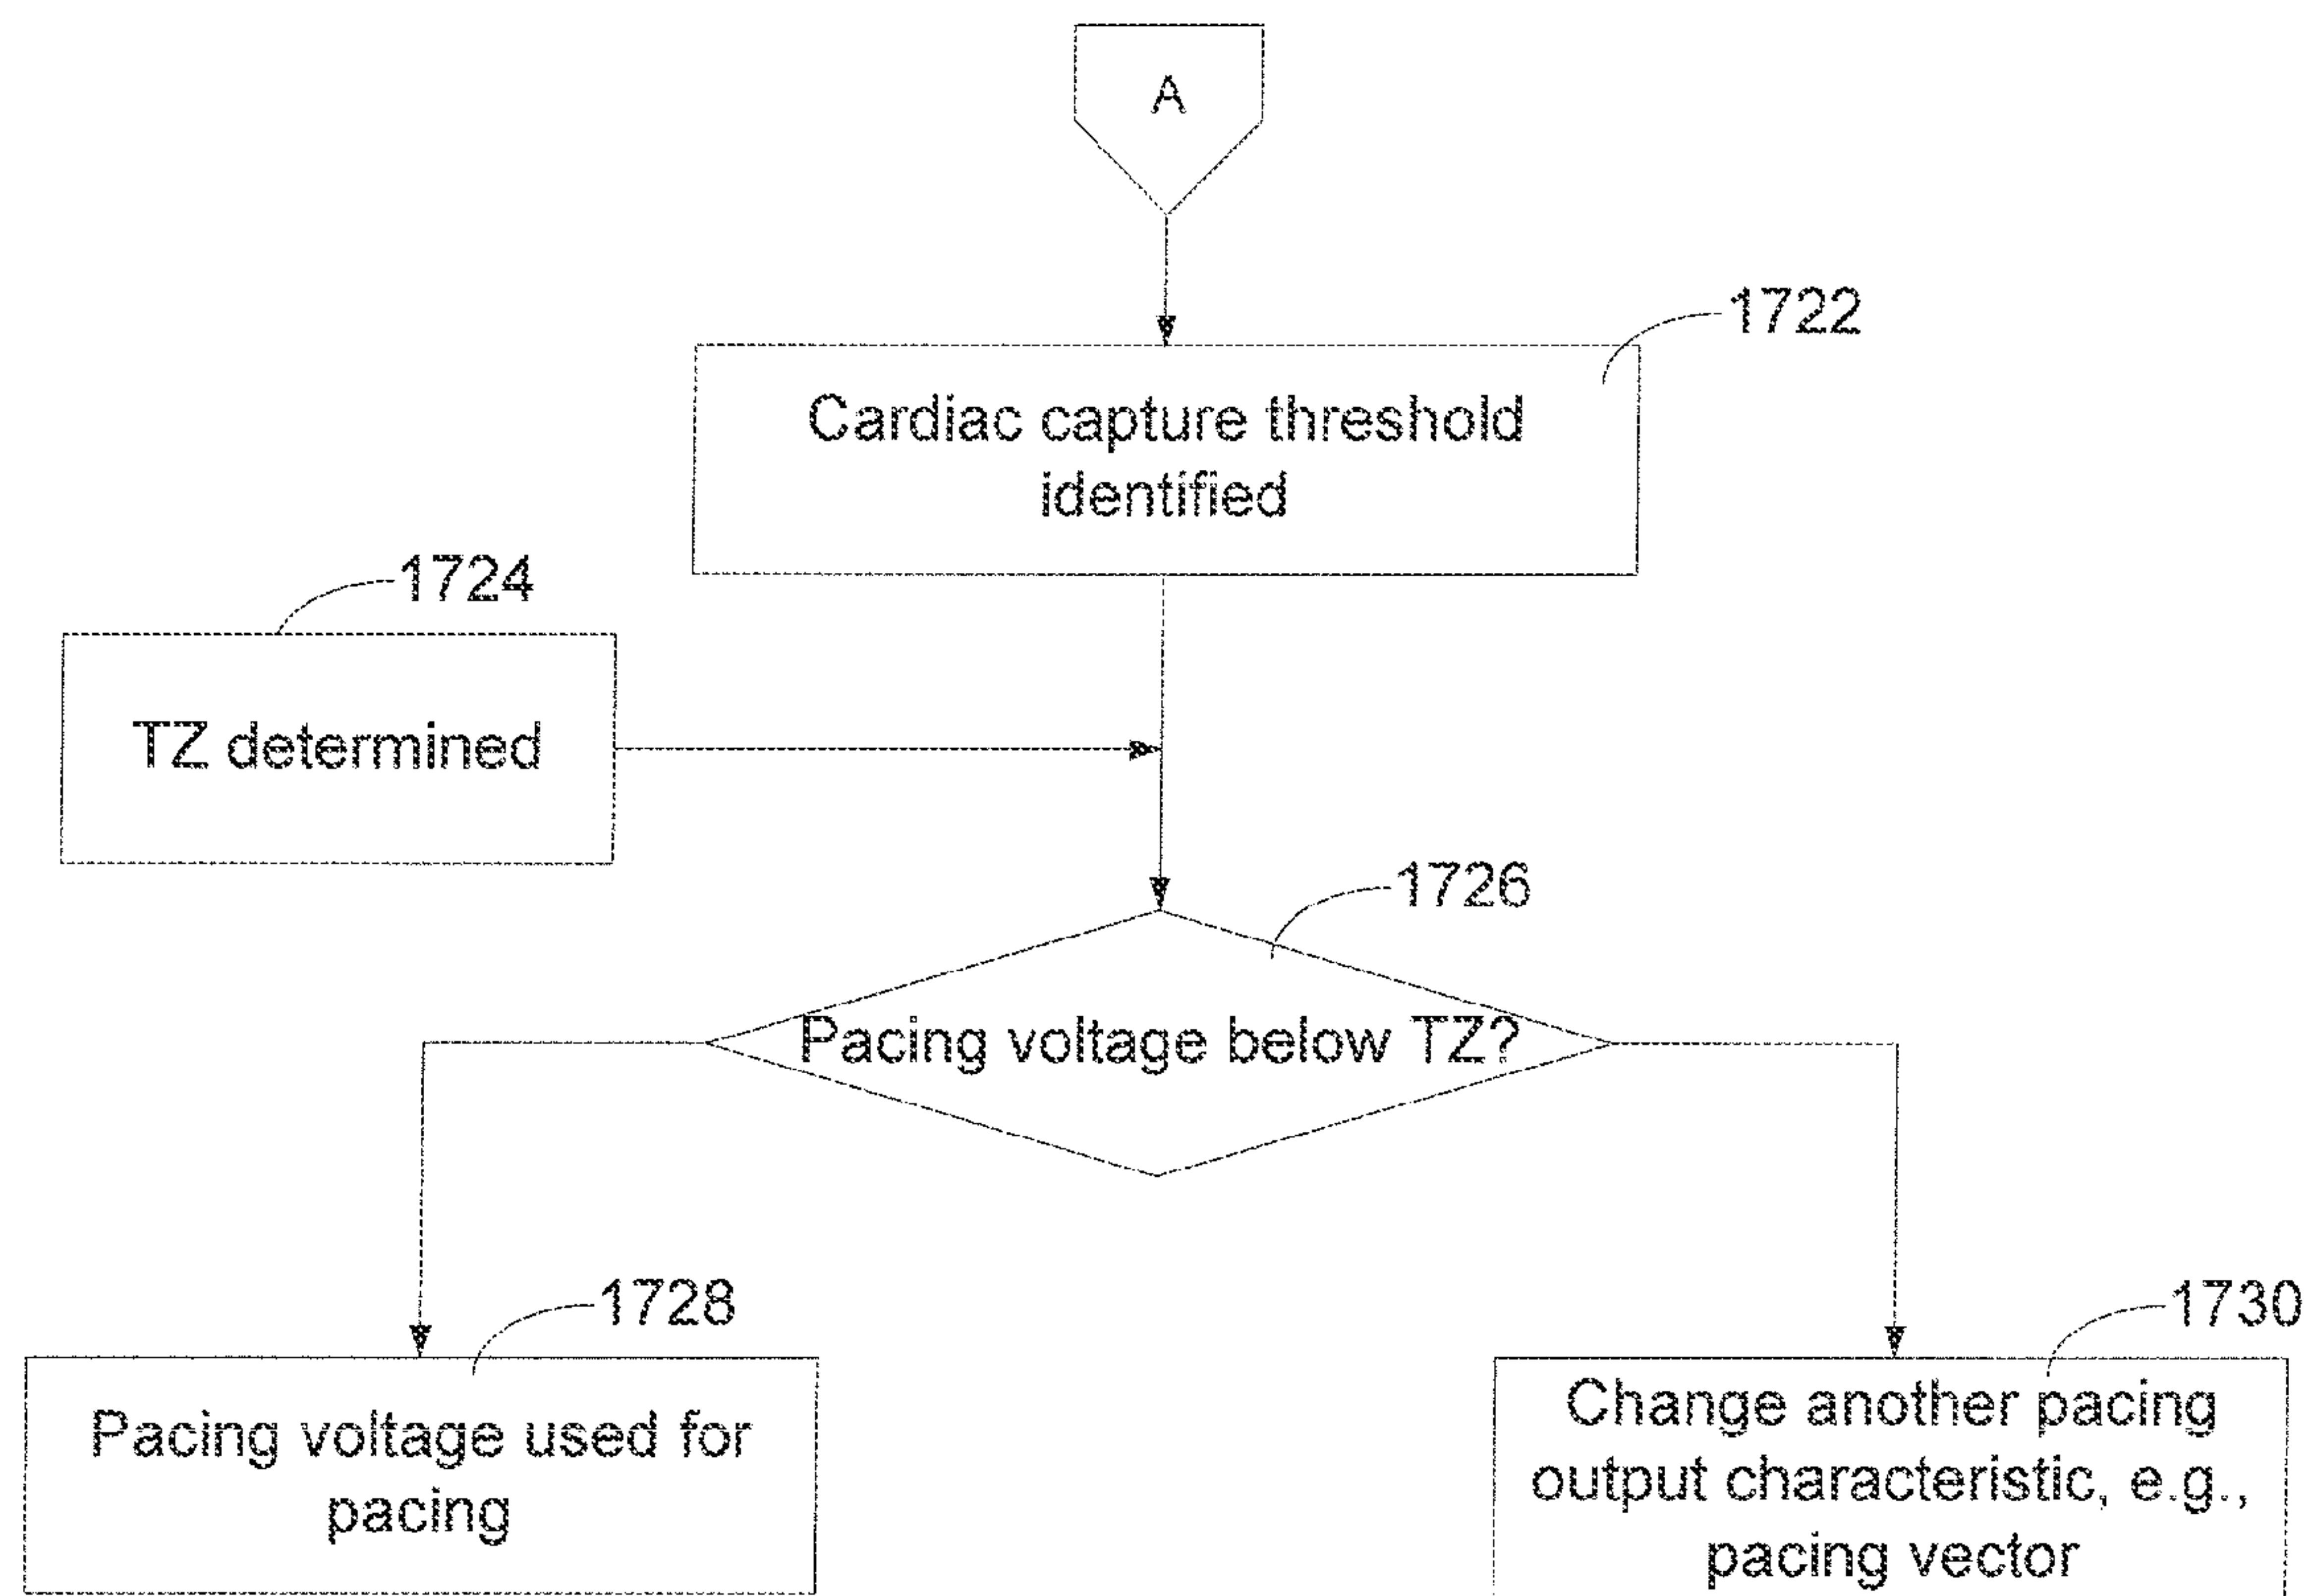 A
1722
Cardiac capture threshold
identified
1724
TZ determined
1726
Pacing voltage below TZ?
1728
Pacing voltage used for
pacing
1730
Change another pacing
output characteristic, e.g.,
pacing vector